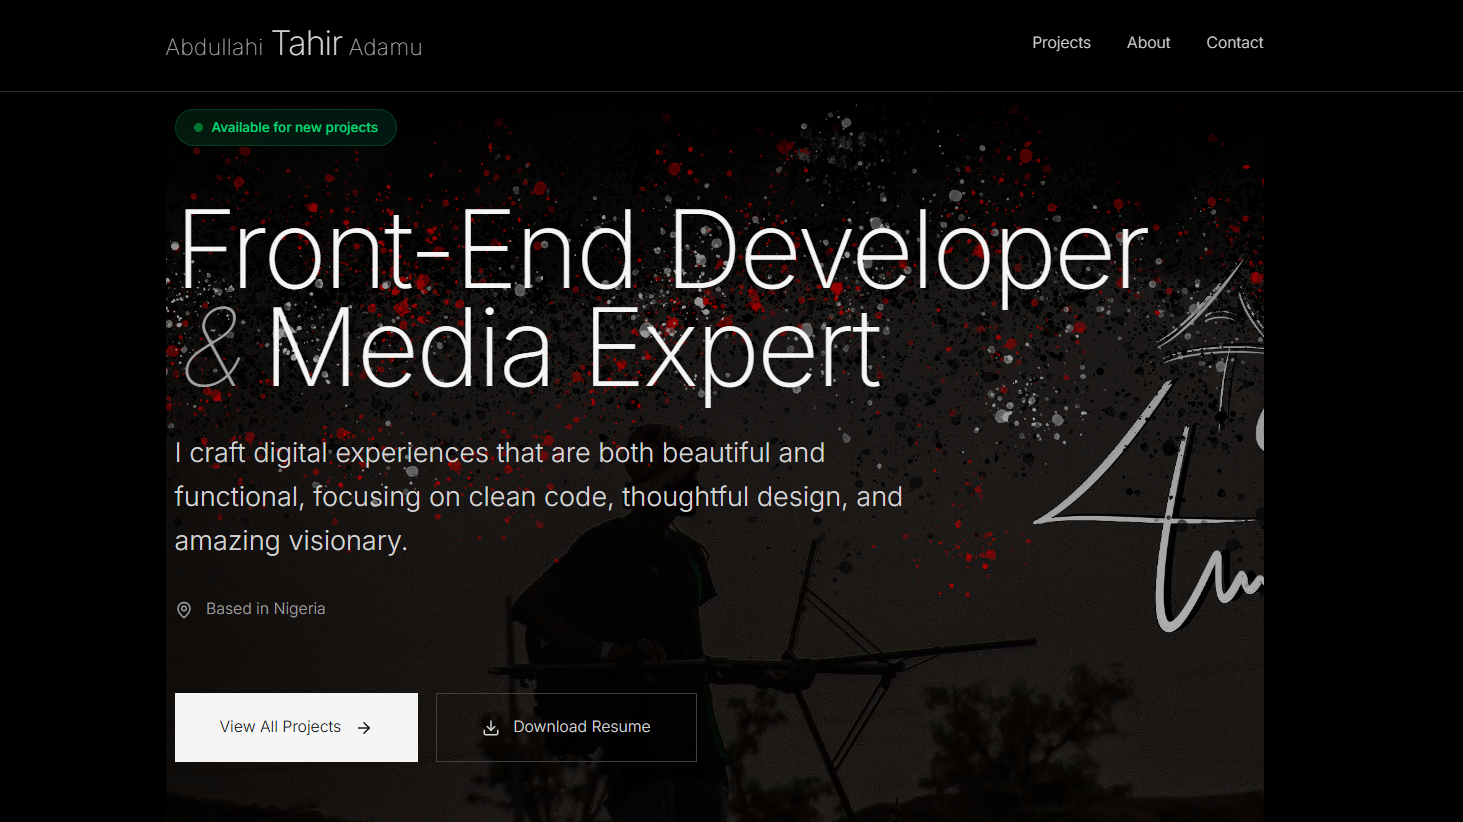 Abdullahi Tahir Adamu
Projects About Contact
Available for new projects
Front-End Developer
& Media Expert
I craft digital experiences that are both beautiful and
functional, focusing on clean code, thoughtful design, and
amazing visionary.
Based in Nigeria
View All Projects →
Download Resume